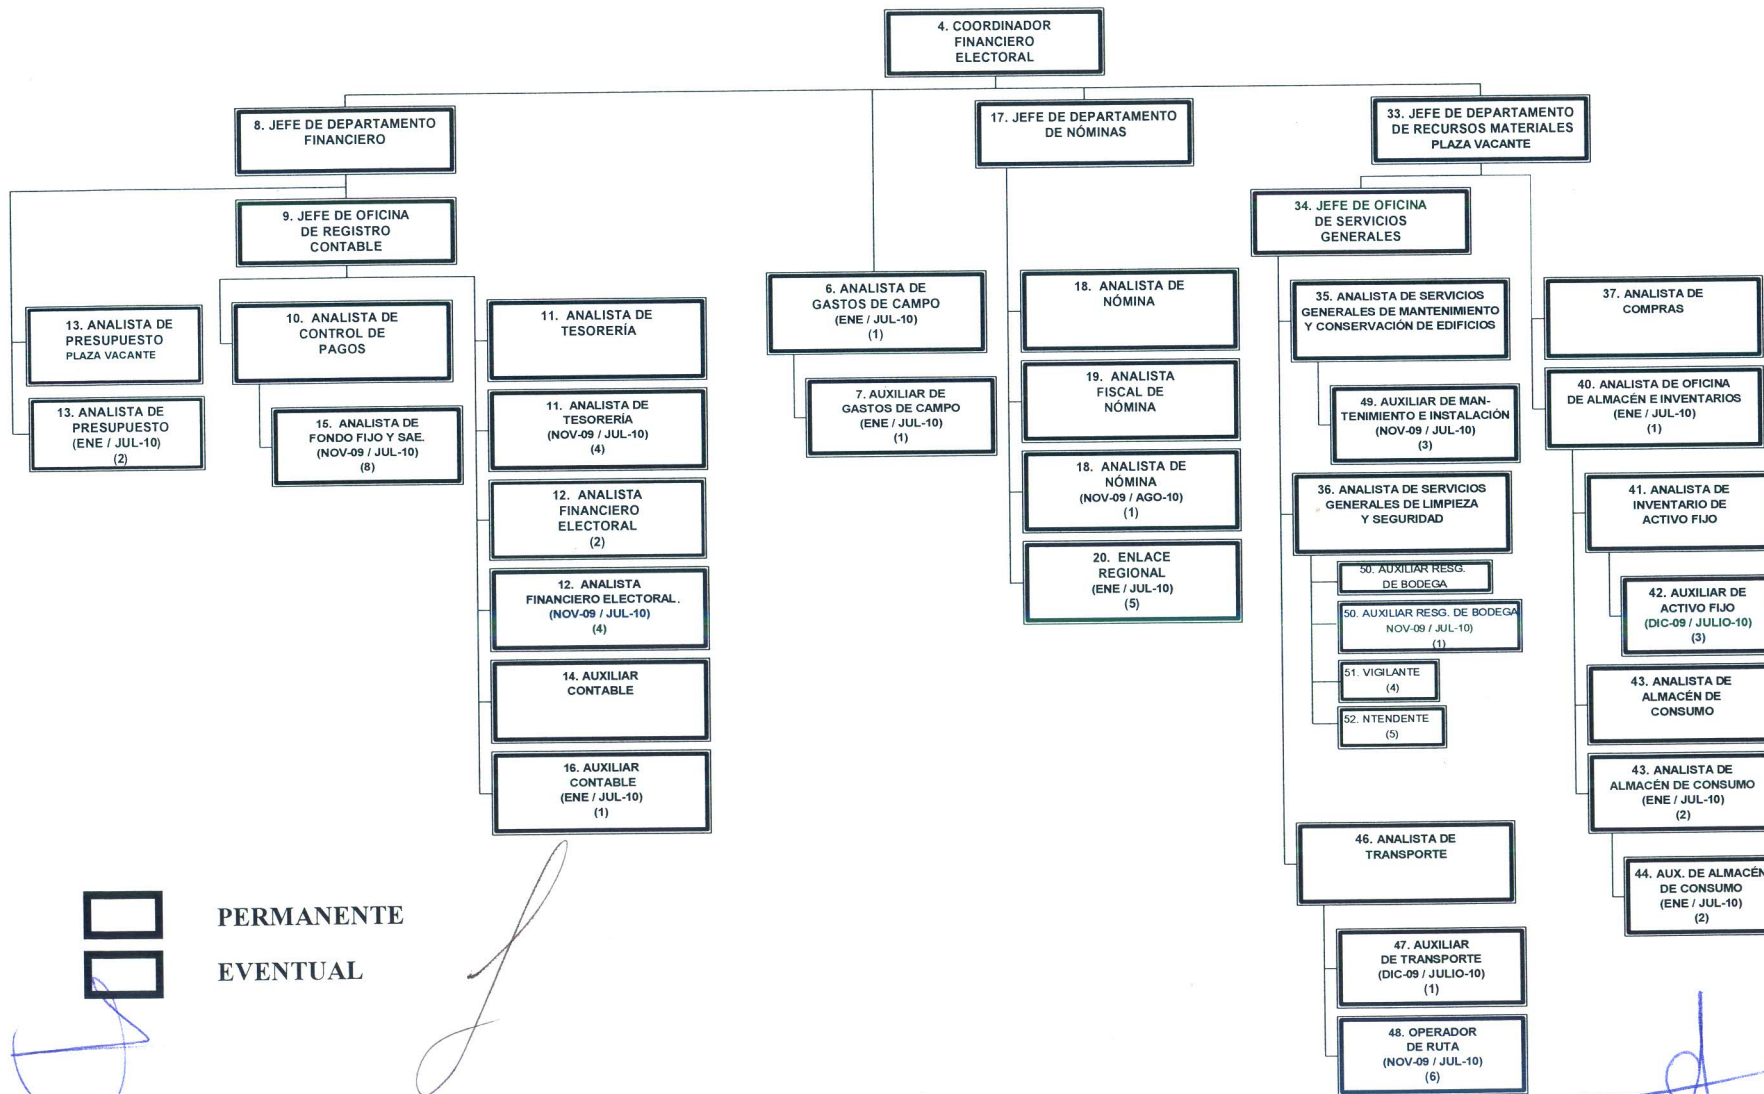 4. COORDINADOR
FINANCIERO
ELECTORAL
8. JEFE DE DEPARTAMENTO
FINANCIERO
17. JEFE DE DEPARTAMENTO
DE NÓMINAS
33. JEFE DE DEPARTAMENTO
DE RECURSOS MATERIALES
PLAZA VACANTE
9. JEFE DE OFICINA
DE REGISTRO
CONTABLE
34. JEFE DE OFICINA
DE SERVICIOS
GENERALES
13. ANALISTA DE
PRESUPUESTO
PLAZA VACANTE
13. ANALISTA DE
PRESUPUESTO
(ENE / JUL-10)
(2)
10. ANALISTA DE
CONTROL DE
PAGOS
15. ANALISTA DE
FONDO FIJO Y SAE.
(NOV-09 / JUL-10)
(8)
11. ANALISTA DE
TESORERÍA
11. ANALISTA DE
TESORERÍA
(NOV-09 / JUL-10)
(4)
12. ANALISTA
FINANCIERO
ELECTORAL
(2)
12. ANALISTA
FINANCIERO ELECTORAL.
(NOV-09 / JUL-10)
(4)
14. AUXILIAR
CONTABLE
16. AUXILIAR
CONTABLE
(ENE / JUL-10)
(1)
6. ANALISTA DE
GASTOS DE CAMPO
(ENE / JUL-10)
(1)
7. AUXILIAR DE
GASTOS DE CAMPO
(ENE / JUL-10)
(1)
18. ANALISTA DE
NÓMINA
19. ANALISTA
FISCAL DE
NÓMINA
18. ANALISTA DE
NÓMINA
(NOV-09 / AGO-10)
(1)
20. ENLACE
REGIONAL
(ENE / JUL-10)
(5)
35. ANALISTA DE SERVICIOS
GENERALES DE MANTENIMIENTO
Y CONSERVACIÓN DE EDIFICIOS
49. AUXILIAR DE MAN-
TENIMIENTO E INSTALACIÓN
(NOV-09 / JUL-10)
(3)
36. ANALISTA DE SERVICIOS
GENERALES DE LIMPIEZA
Y SEGURIDAD
50. AUXILIAR RESG.
DE BODEGA
50. AUXILIAR RESG. DE BODEGA
NOV-09 / JUL-10)
(1)
51. VIGILANTE
(4)
52. NTENDENTE
(5)
46. ANALISTA DE
TRANSPORTE
47. AUXILIAR
DE TRANSPORTE
(DIC-09 / JULIO-10)
(1)
48. OPERADOR
DE RUTA
(NOV-09 / JUL-10)
(6)
37. ANALISTA DE
COMPRAS
40. ANALISTA DE OFICINA
DE ALMACÉN E INVENTARIOS
(ENE / JUL-10)
(1)
41. ANALISTA DE
INVENTARIO DE
ACTIVO FIJO
42. AUXILIAR DE
ACTIVO FIJO
(DIC-09 / JULIO-10)
(3)
43. ANALISTA DE
ALMACÉN DE
CONSUMO
43. ANALISTA DE
ALMACÉN DE CONSUMO
(ENE / JUL-10)
(2)
44. AUX. DE ALMACÉN
DE CONSUMO
(ENE / JUL-10)
(2)
PERMANENTE
EVENTUAL